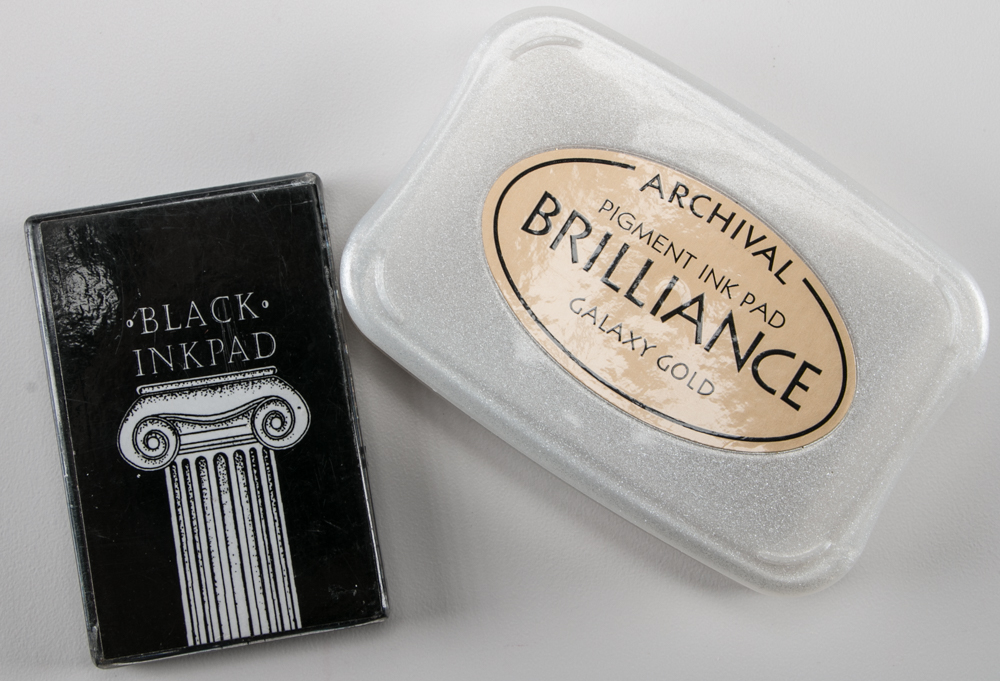 ·BLACK·
INKPAD
ARCHIVAL
PIGMENT INK PAD
BRILLIANCE
GALAXY GOLD